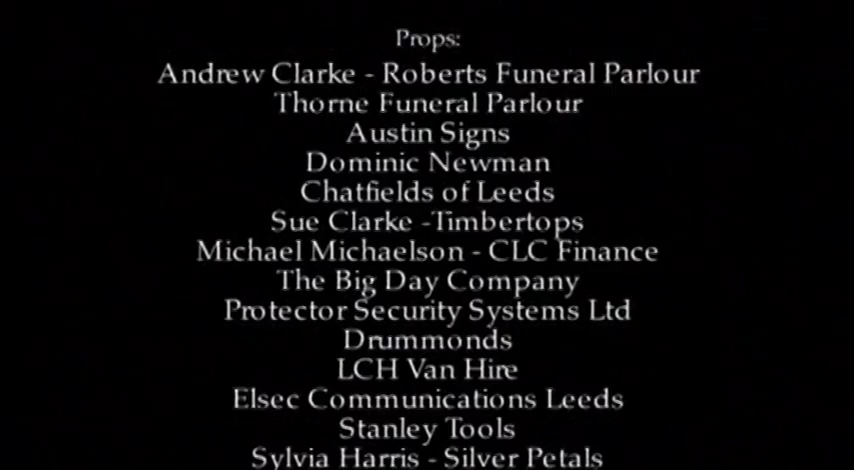 Props:
Andrew Clarke - Roberts Funeral Parlour
Thorne Funeral Parlour
Austin Signs
Dominic Newman
Chatfields of Leeds
Sue Clarke -Timbertops
Michael Michaelson - CLC Finance
The Big Day Company
Protector Security Systems Ltd
Drummonds
LCH Van Hire
Elsec Communications Leeds
Stanley Tools
Sylvia Harris - Silver Petals